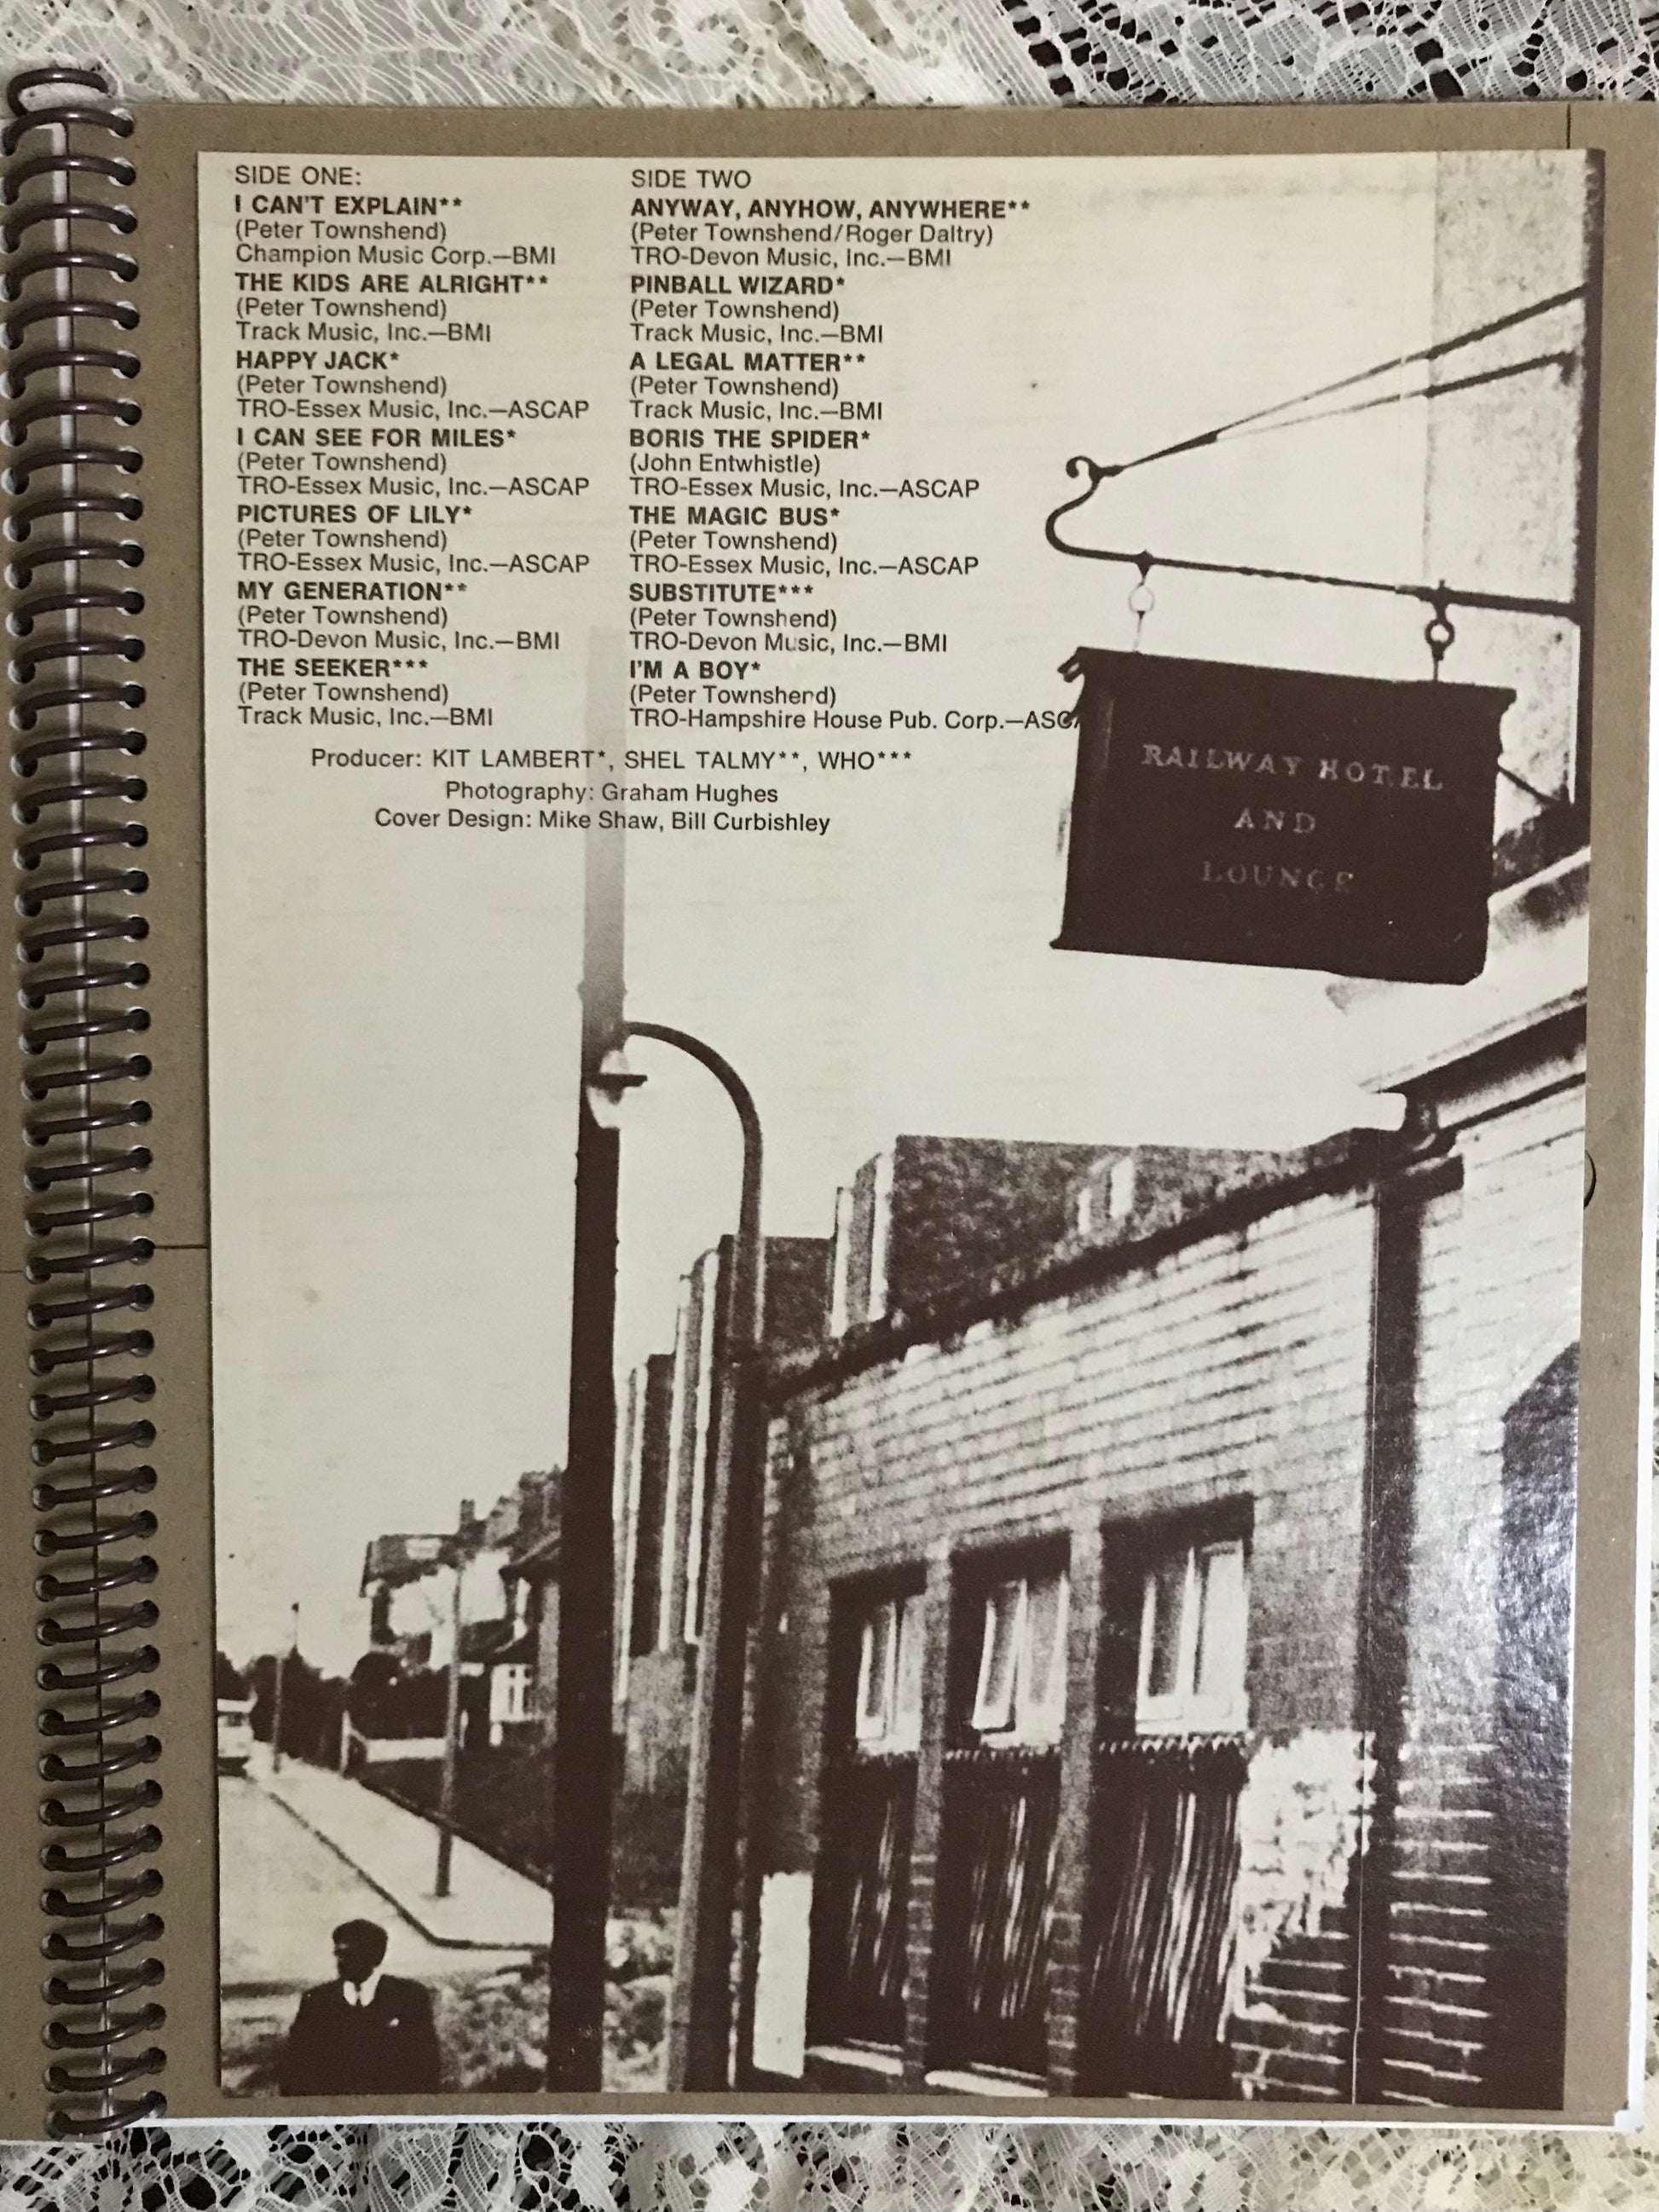 SIDE ONE:
I CAN'T EXPLAIN**
(Peter Townshend)
Champion Music Corp.—BMI
THE KIDS ARE ALRIGHT**
(Peter Townshend)
Track Music, Inc.—BMI
HAPPY JACK*
(Peter Townshend)
TRO-Essex Music, Inc.—ASCAP
I CAN SEE FOR MILES*
(Peter Townshend)
TRO-Essex Music, Inc.—ASCAP
PICTURES OF LILY*
(Peter Townshend)
TRO-Essex Music, Inc.—ASCAP
MY GENERATION**
(Peter Townshend)
TRO-Devon Music, Inc.—BMI
THE SEEKER***
(Peter Townshend)
Track Music, Inc.—BMI
SIDE TWO
ANYWAY, ANYHOW, ANYWHERE**
(Peter Townshend/Roger Daltry)
TRO-Devon Music, Inc.—BMI
PINBALL WIZARD*
(Peter Townshend)
Track Music, Inc.—BMI
A LEGAL MATTER**
(Peter Townshend)
Track Music, Inc.—BMI
BORIS THE SPIDER*
(John Entwhistle)
TRO-Essex Music, Inc.—ASCAP
THE MAGIC BUS*
(Peter Townshend)
TRO-Essex Music, Inc.—ASCAP
SUBSTITUTE***
(Peter Townshend)
TRO-Devon Music, Inc.—BMI
I'M A BOY*
(Peter Townshend)
TRO-Hampshire House Pub. Corp.—ASCA
Producer: KIT LAMBERT*, SHEL TALMY**, WHO***
Photography: Graham Hughes
Cover Design: Mike Shaw, Bill Curbishley
RAILWAY HOTEL
AND
LOUNGE